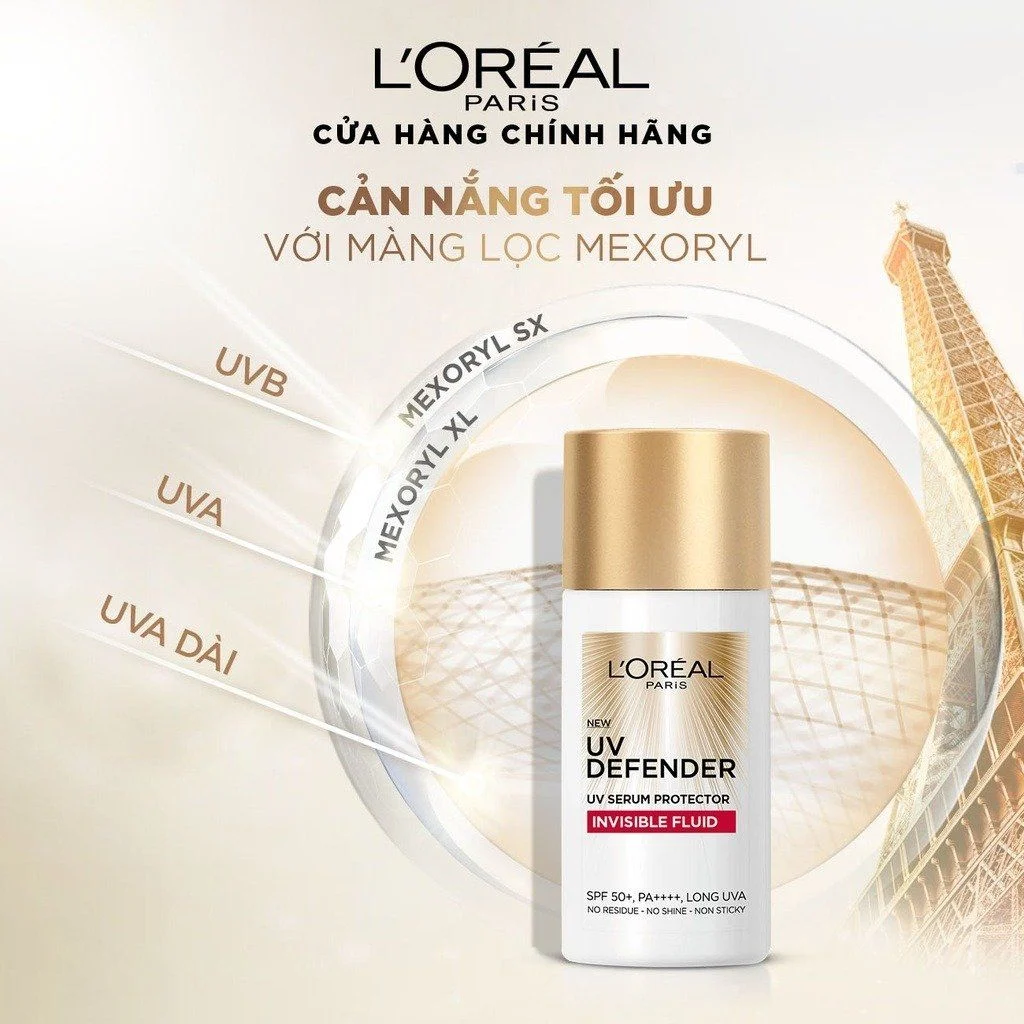 L'ORÉAL
PARiS
CỬA HÀNG CHÍNH HÃNG
CẢN NẮNG TỐI ƯU
VỚI MÀNG LỌC MEXORYL
MEXORYL SX
MEXORYL XL
UVB
UVA
UVA DÀI
L'ORÉAL
PARiS
NEW
UV
DEFENDER
UV SERUM PROTECTOR
INVISIBLE FLUID
SPF 50+, PA++++, LONG UVA
NO RESIDUE - NO SHINE - NON STICKY